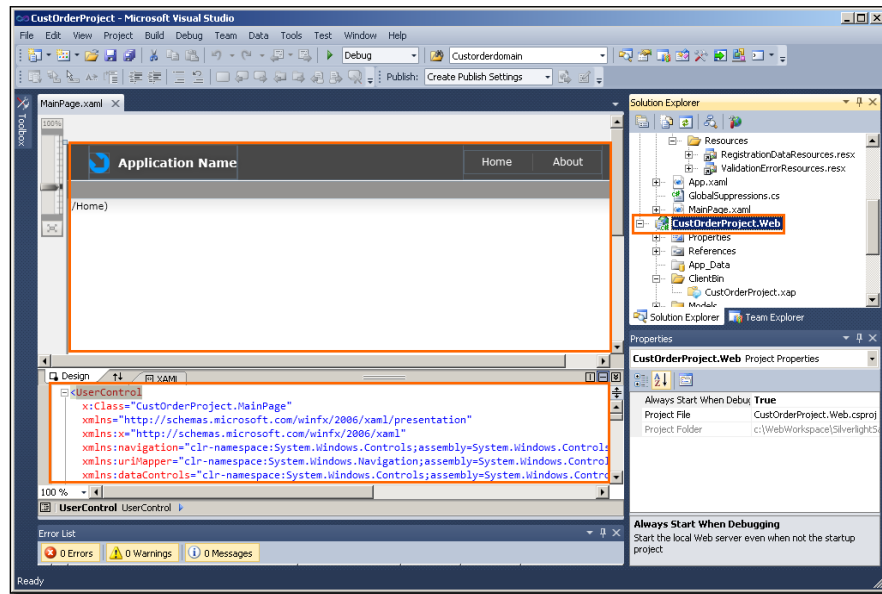 CustOrderProject - Microsoft Visual Studio
File Edit View Project Build Debug Team Data Tools Test Window Help
Debug Custorderdomain
Publish: Create Publish Settings
MainPage.xaml
Toolbox
100%
Application Name Home About
/Home)
Design XAML
<UserControl
x:Class="CustOrderProject.MainPage"
xmlns="http://schemas.microsoft.com/winfx/2006/xaml/presentation"
xmlns:x="http://schemas.microsoft.com/winfx/2006/xaml"
xmlns:navigation="clr-namespace:System.Windows.Controls;assembly=System.Windows.Controls
xmlns:uriMapper="clr-namespace:System.Windows.Navigation;assembly=System.Windows.Control
xmlns:dataControls="clr-namespace:System.Windows.Controls;assembly=System.Windows.Contro
100 %
UserControl UserControl
Error List
0 Errors 0 Warnings 0 Messages
Ready
Solution Explorer
Resources
RegistrationDataResources.resx
ValidationErrorResources.resx
App.xaml
GlobalSuppressions.cs
MainPage.xaml
CustOrderProject.Web
Properties
References
App_Data
ClientBin
CustOrderProject.xap
Models
Solution Explorer Team Explorer
Properties
CustOrderProject.Web Project Properties
Always Start When Debug True
Project File CustOrderProject.Web.csproj
Project Folder c:\WebWorkspace\SilverlightSa
Always Start When Debugging
Start the local Web server even when not the startup
project